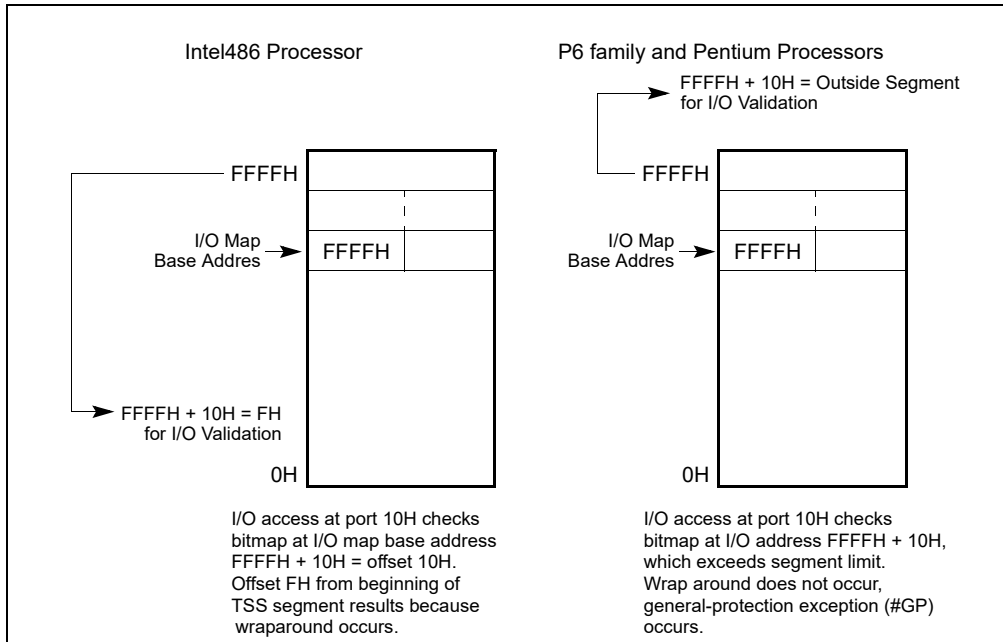 Intel486 Processor
FFFFH
I/O Map
Base Addres
FFFFH
FFFFH + 10H = FH
for I/O Validation
0H
I/O access at port 10H checks
bitmap at I/O map base address
FFFFH + 10H = offset 10H.
Offset FH from beginning of
TSS segment results because
wraparound occurs.
P6 family and Pentium Processors
FFFFH + 10H = Outside Segment
for I/O Validation
FFFFH
I/O Map
Base Addres
FFFFH
0H
I/O access at port 10H checks
bitmap at I/O address FFFFH + 10H,
which exceeds segment limit.
Wrap around does not occur,
general-protection exception (#GP)
occurs.